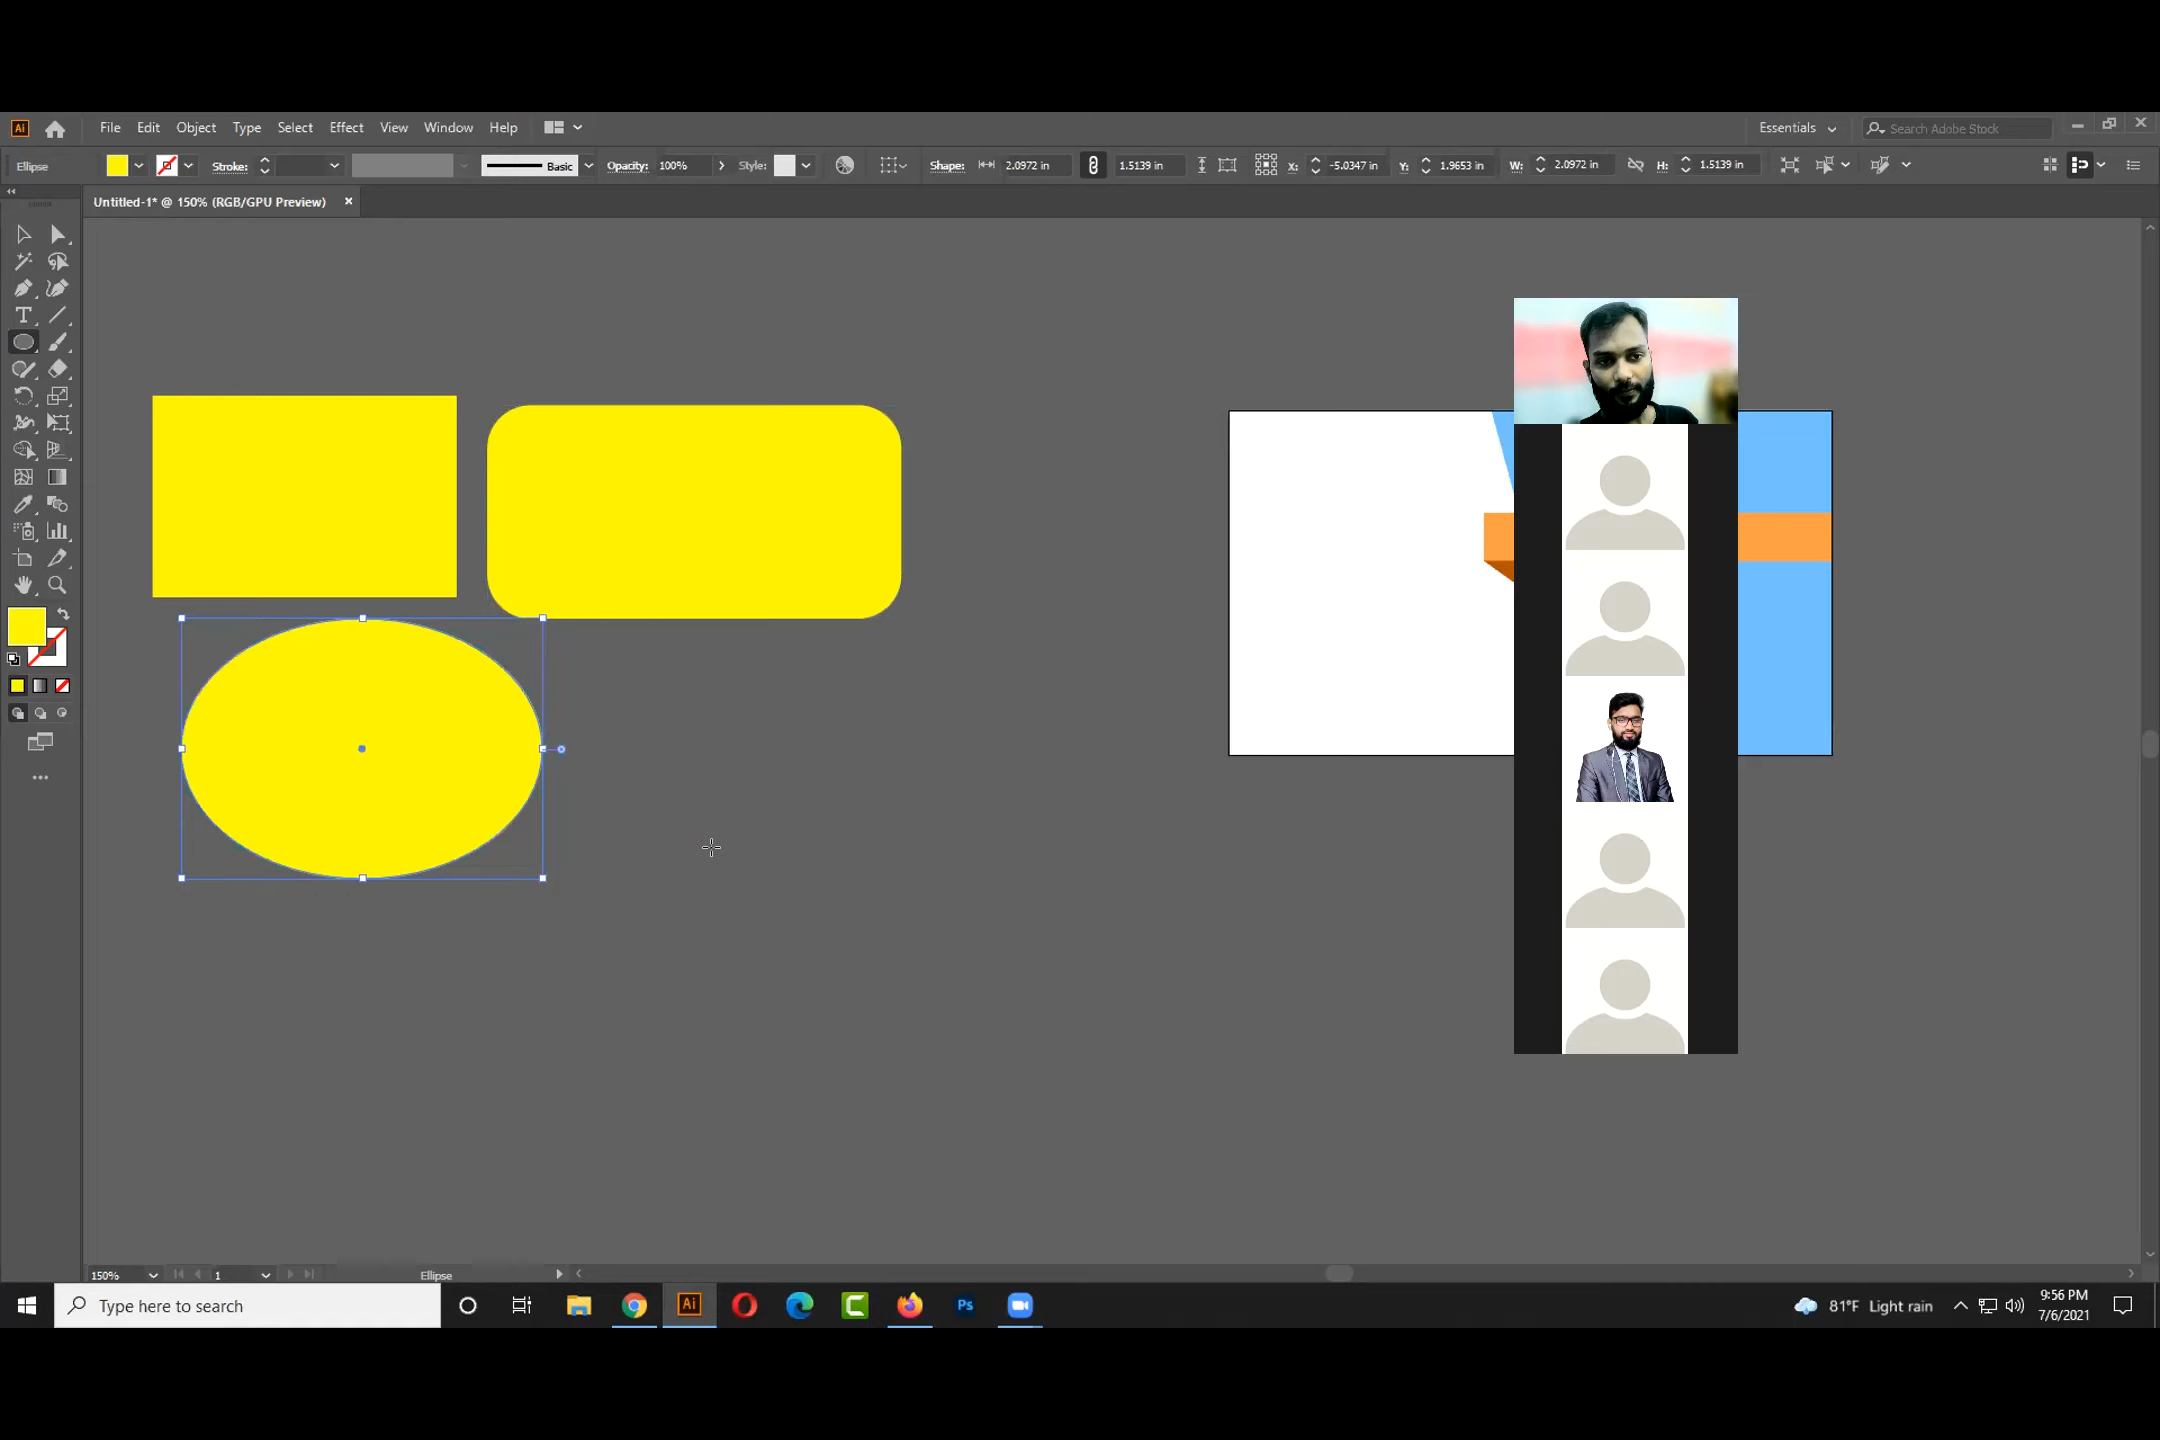 Ai File Edit Object Type Select Effect View Window Help Essentials Search Adobe Stock
Ellipse Stroke: Basic Opacity: 100% Style: Shape: 2.0972 in 1.5139 in X: -5.0347 in Y: 1.9653 in W: 2.0972 in H: 1.5139 in
Untitled-1* @ 150% (RGB/GPU Preview) ×
T
150% 1 Ellipse
Type here to search Ai Ps 81°F Light rain 9:56 PM
7/6/2021